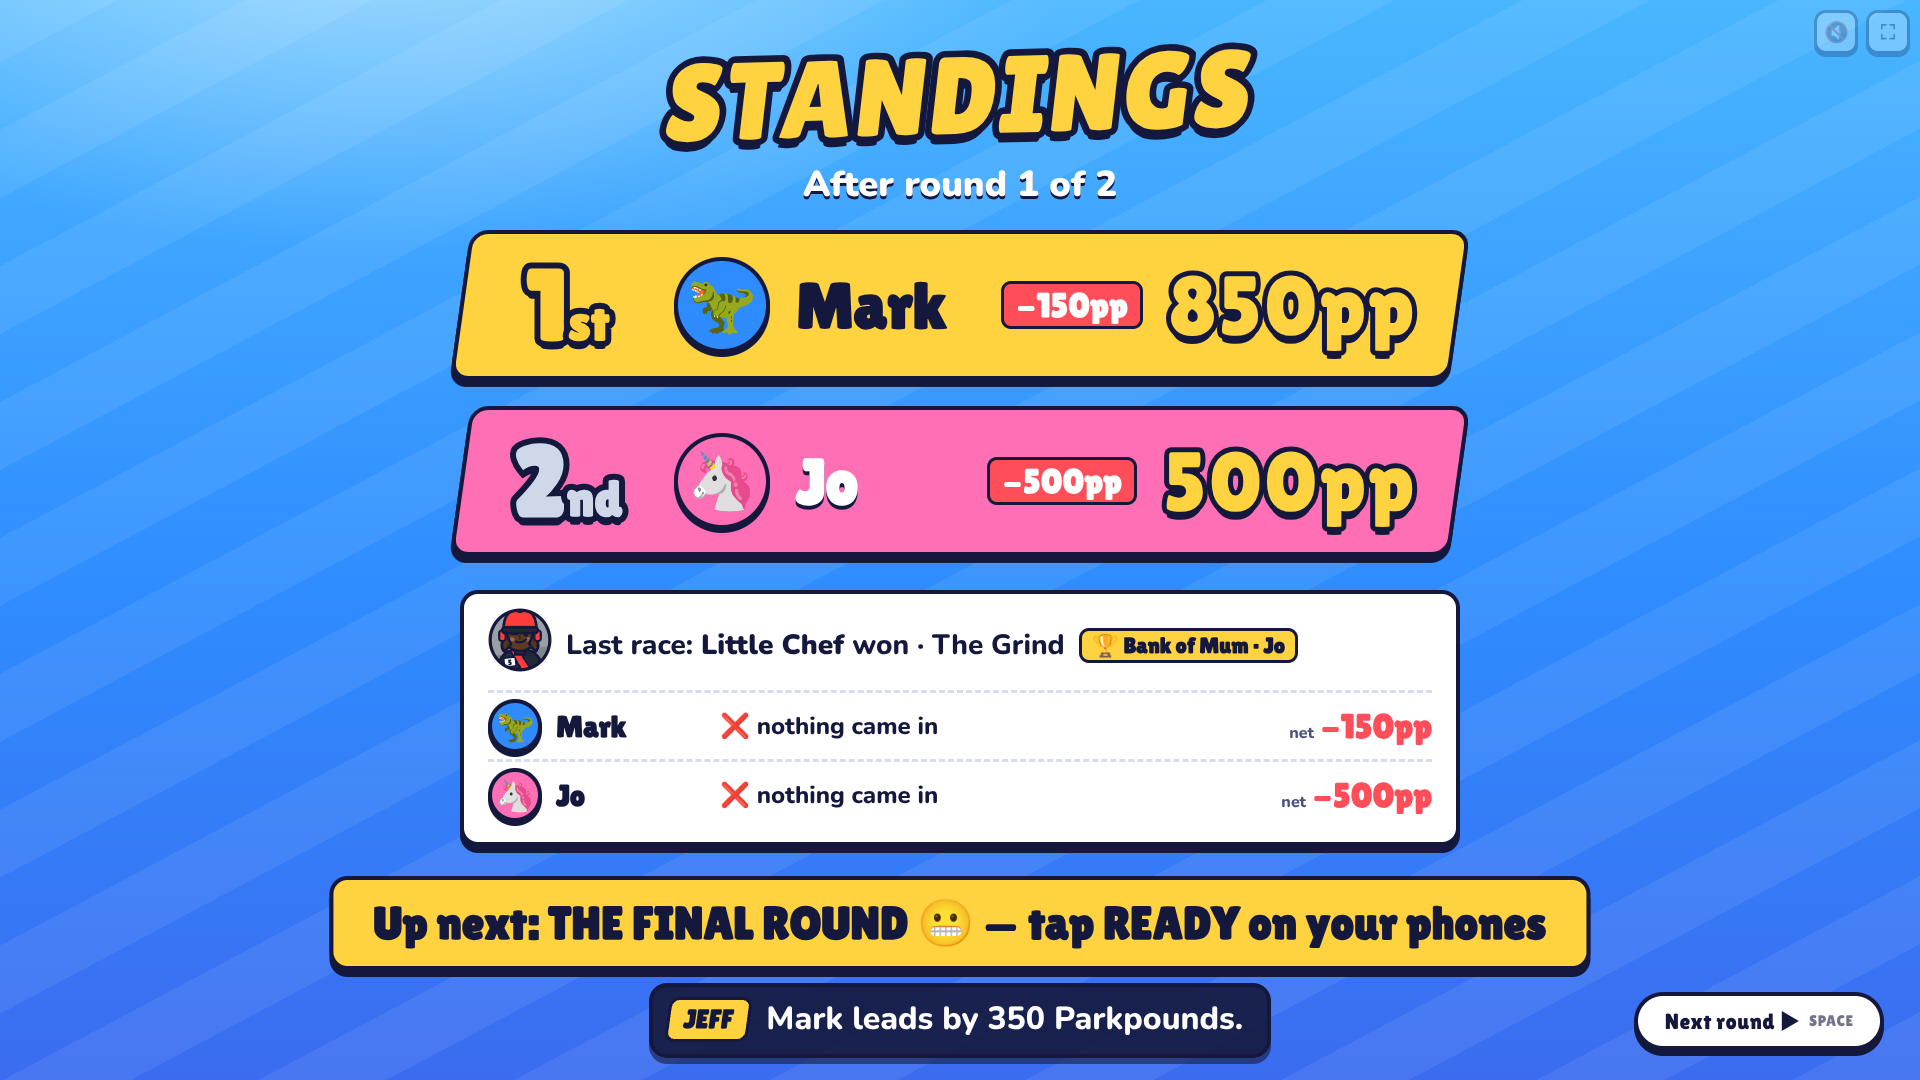 STANDINGS
After round 1 of 2
1st Mark −150pp 850pp
2nd Jo −500pp 500pp
Last race: Little Chef won · The Grind 🏆 Bank of Mum · Jo
Mark ❌ nothing came in net −150pp
Jo ❌ nothing came in net −500pp
Up next: THE FINAL ROUND 😬 — tap READY on your phones
JEFF Mark leads by 350 Parkpounds.
Next round ▶ SPACE